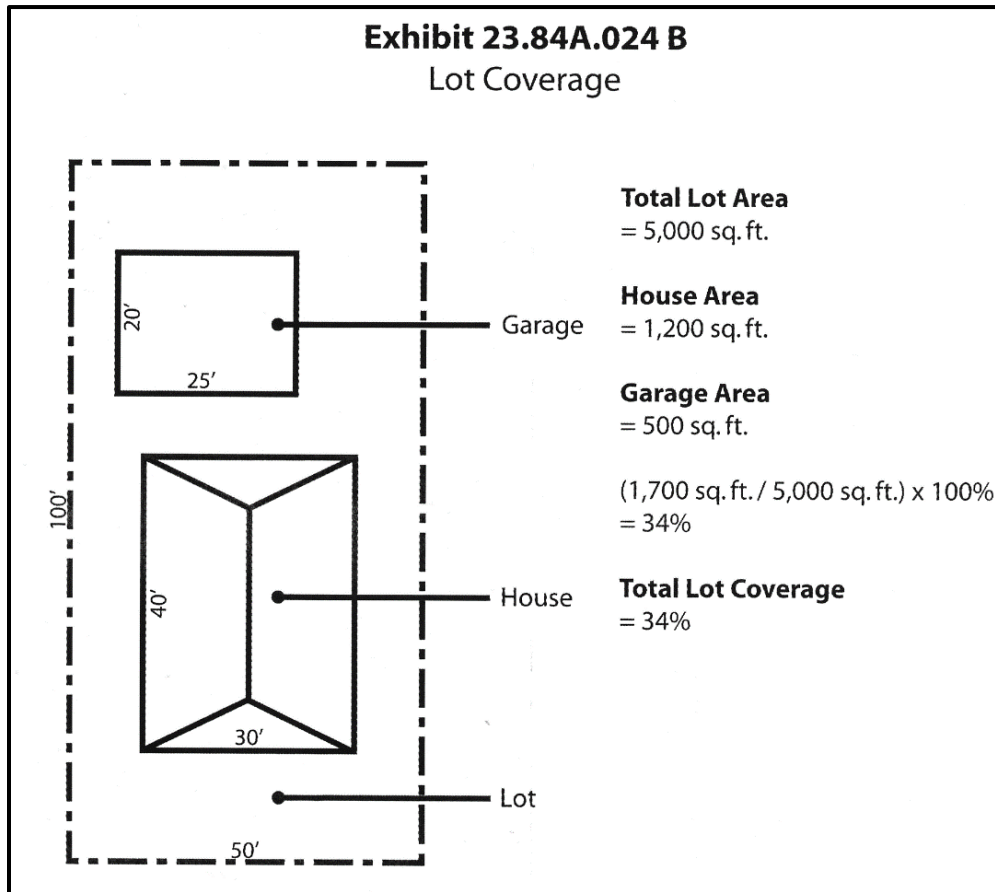 Exhibit 23.84A.024 B
Lot Coverage
20'
25'
Garage
100'
40'
30'
House
Lot
50'
Total Lot Area
= 5,000 sq. ft.
House Area
= 1,200 sq. ft.
Garage Area
= 500 sq. ft.
(1,700 sq. ft. / 5,000 sq. ft.) x 100%
= 34%
Total Lot Coverage
= 34%